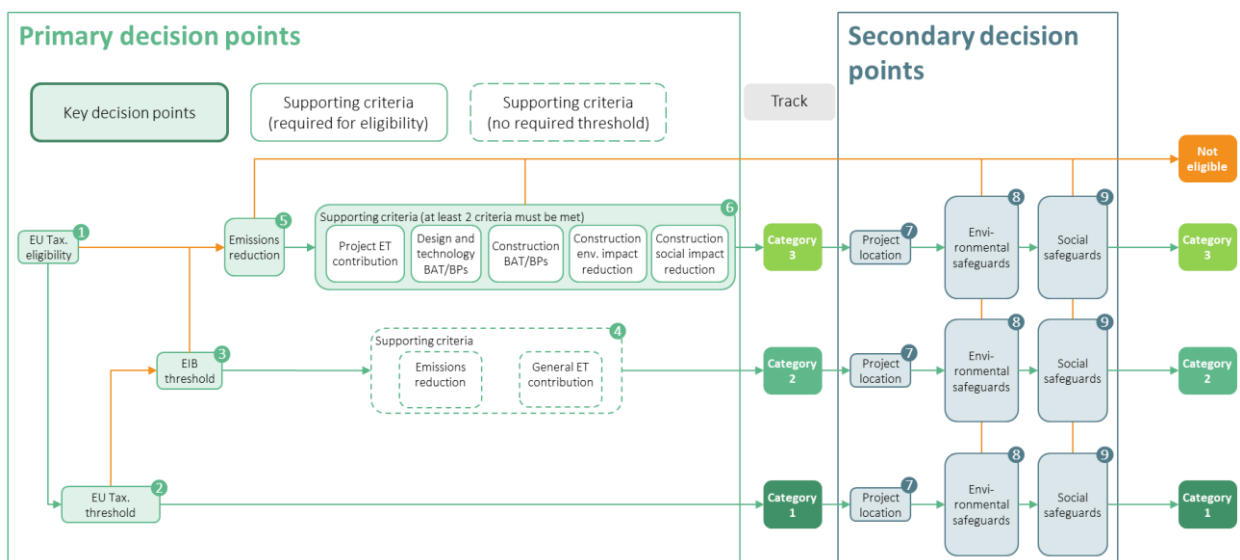 Primary decision points
Secondary decision
points
Key decision points
Supporting criteria
(required for eligibility)
Supporting criteria
(no required threshold)
Track
Not
eligible
1
EU Tax.
eligibility
5
Emissions
reduction
6
Supporting criteria (at least 2 criteria must be met)
Project ET
contribution
Design and
technology
BAT/BPs
Construction
BAT/BPs
Construction
env. impact
reduction
Construction
social impact
reduction
Category
3
7
Project
location
8
Envi-
ronmental
safeguards
9
Social
safeguards
Category
3
3
EIB
threshold
4
Supporting criteria
Emissions
reduction
General ET
contribution
Category
2
7
Project
location
8
Envi-
ronmental
safeguards
9
Social
safeguards
Category
2
2
EU Tax.
threshold
Category
1
7
Project
location
8
Envi-
ronmental
safeguards
9
Social
safeguards
Category
1